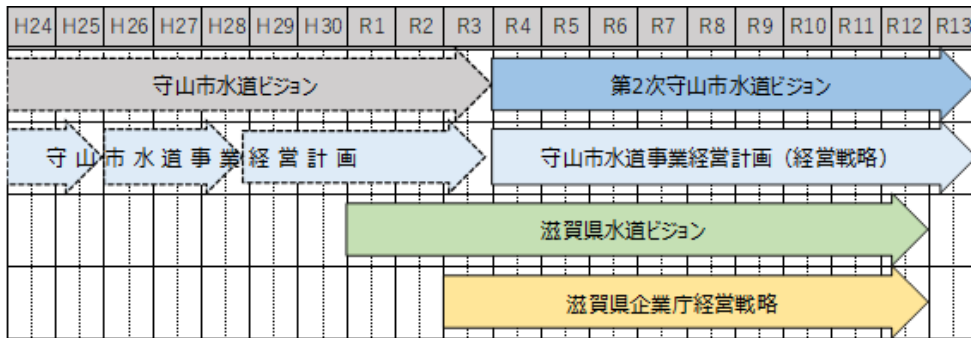 H24 H25 H26 H27 H28 H29 H30 R1 R2 R3 R4 R5 R6 R7 R8 R9 R10 R11 R12 R13
守山市水道ビジョン 第2次守山市水道ビジョン
守山市水道事業経営計画 守山市水道事業経営計画（経営戦略）
滋賀県水道ビジョン
滋賀県企業庁経営戦略